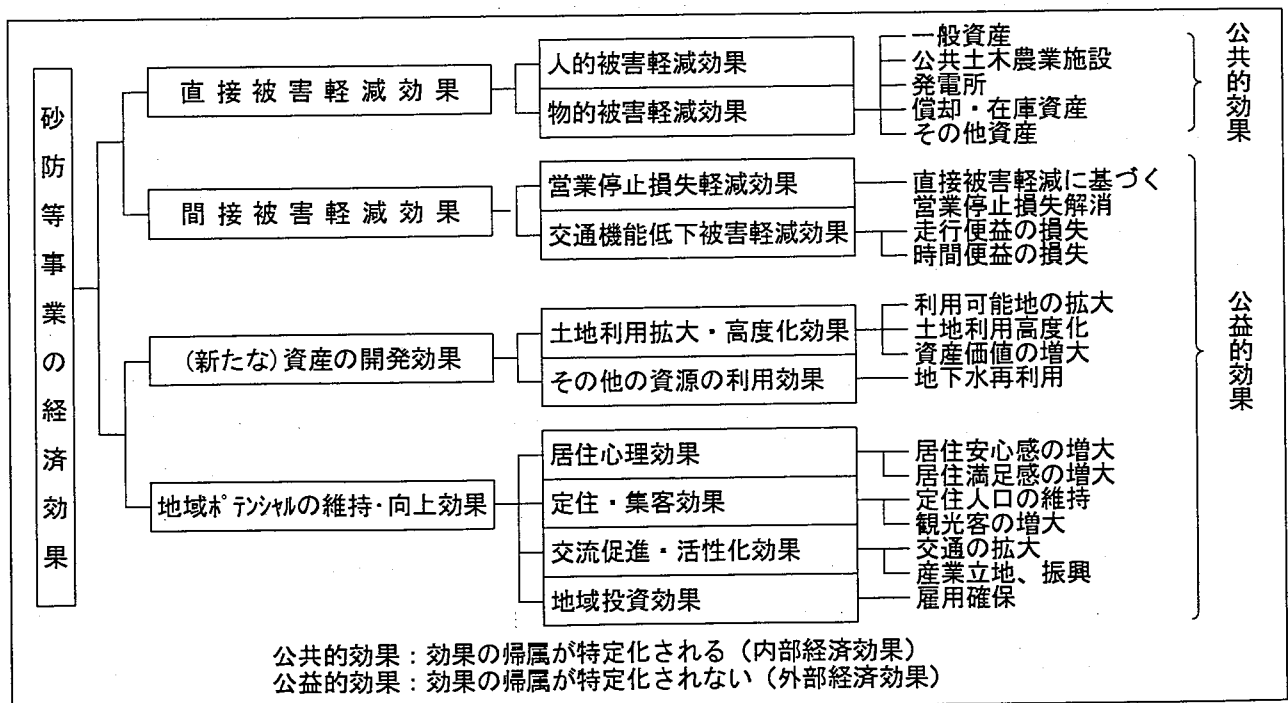 砂防等事業の経済効果
直接被害軽減効果
人的被害軽減効果
物的被害軽減効果
一般資産
公共土木農業施設
発電所
償却・在庫資産
その他資産
公共的効果
間接被害軽減効果
営業停止損失軽減効果
直接被害軽減に基づく
営業停止損失解消
交通機能低下被害軽減効果
走行便益の損失
時間便益の損失
(新たな)資産の開発効果
土地利用拡大・高度化効果
利用可能地の拡大
土地利用高度化
資産価値の増大
その他の資源の利用効果
地下水再利用
地域ﾎﾟﾃﾝｼｬﾙの維持・向上効果
居住心理効果
居住安心感の増大
居住満足感の増大
定住・集客効果
定住人口の維持
観光客の増大
交流促進・活性化効果
交通の拡大
産業立地、振興
地域投資効果
雇用確保
公益的効果
公共的効果：効果の帰属が特定化される（内部経済効果）
公益的効果：効果の帰属が特定化されない（外部経済効果）